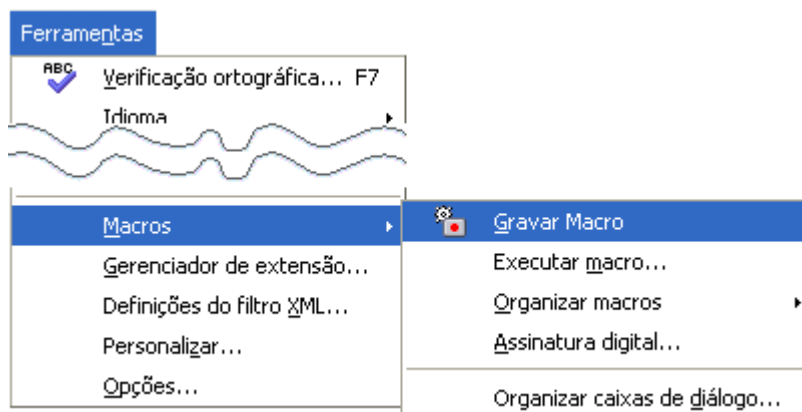 Ferramentas
ABC Verificação ortográfica... F7
Idioma
Macros
Gerenciador de extensão...
Definições do filtro XML...
Personalizar...
Opções...
Gravar Macro
Executar macro...
Organizar macros
Assinatura digital...
Organizar caixas de diálogo...